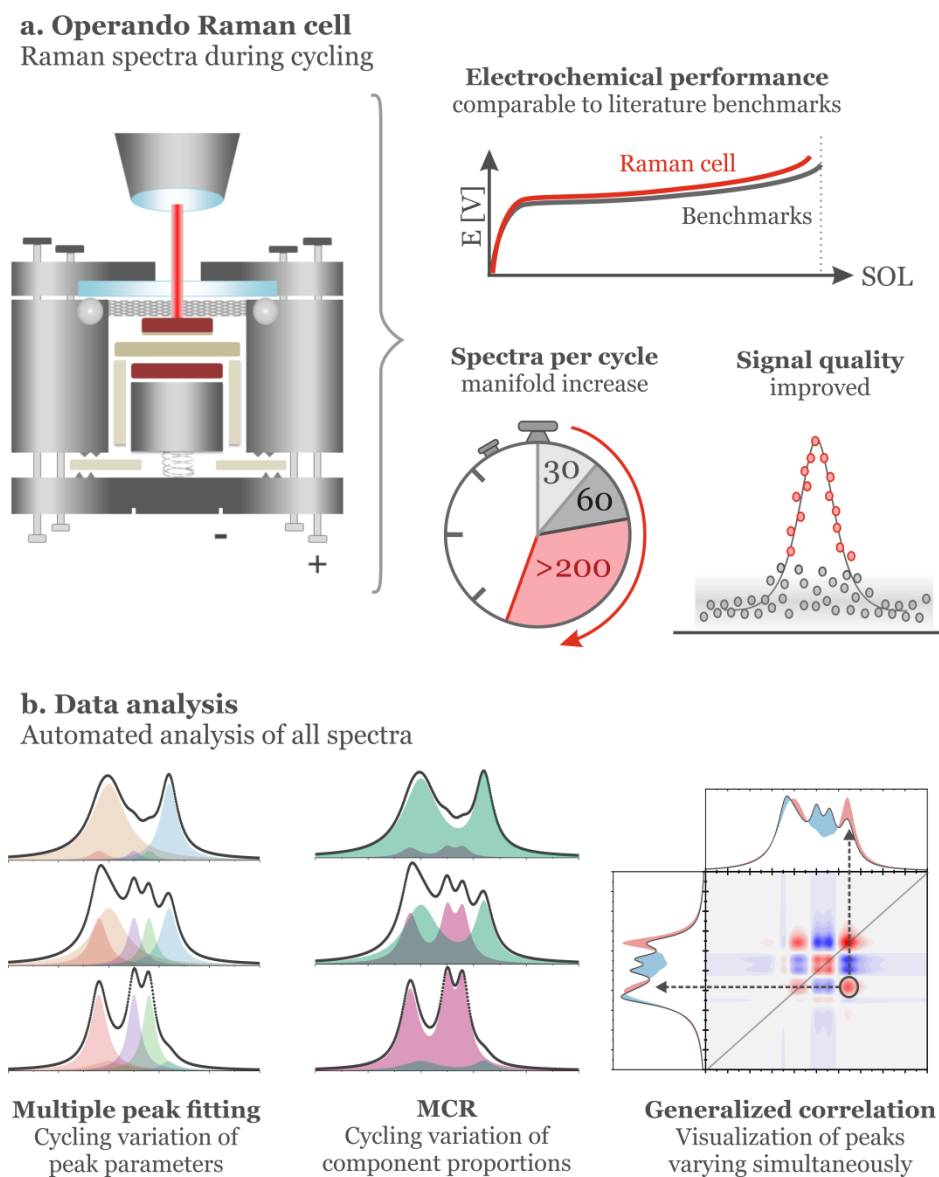 a. Operando Raman cell
Raman spectra during cycling
Electrochemical performance
comparable to literature benchmarks
E [V]
Raman cell
Benchmarks
SOL
-
+
Spectra per cycle
manifold increase
30
60
>200
Signal quality
improved
b. Data analysis
Automated analysis of all spectra
Multiple peak fitting
Cycling variation of
peak parameters
MCR
Cycling variation of
component proportions
Generalized correlation
Visualization of peaks
varying simultaneously